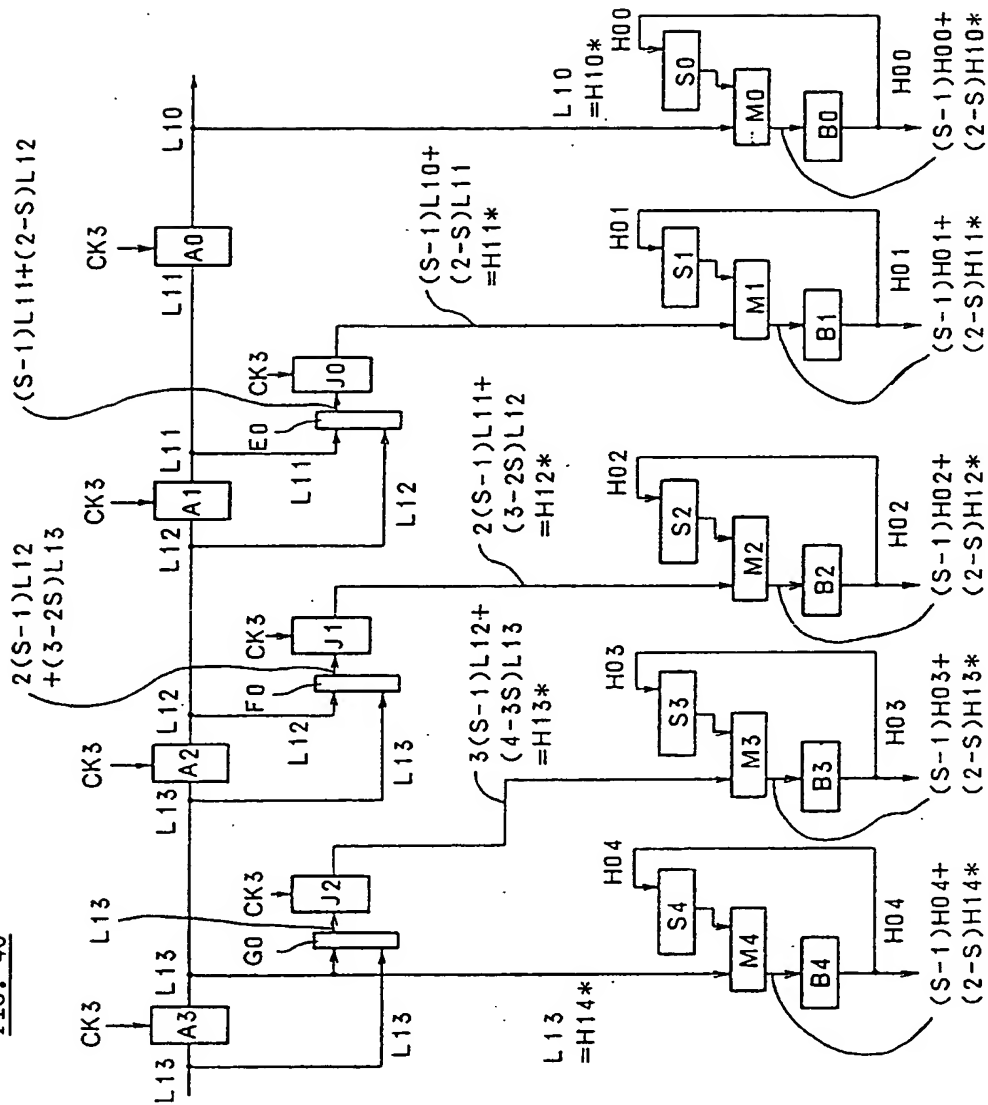 2(S-1)L12
+(3-2S)L13
(S-1)L11+(2-S)L12
CK3
CK3
CK3
CK3
L13
A3
L13
L13
A2
L12
L12
A1
L11
L11
A0
L10
L13
G0
CK3
J2
L13
F0
L12
CK3
J1
L13
E0
L11
CK3
J0
L12
L13
=H14*
3(S-1)L12+
(4-3S)L13
=H13*
2(S-1)L11+
(3-2S)L12
=H12*
(S-1)L10+
(2-S)L11
=H11*
L10
=H10*
H04
S4
M4
B4
H04
H03
S3
M3
B3
H03
H02
S2
M2
B2
H02
H01
S1
M1
B1
H01
H00
S0
M0
B0
H00
(S-1)H04+
(2-S)H14*
(S-1)H03+
(2-S)H13*
(S-1)H02+
(2-S)H12*
(S-1)H01+
(2-S)H11*
(S-1)H00+
(2-S)H10*